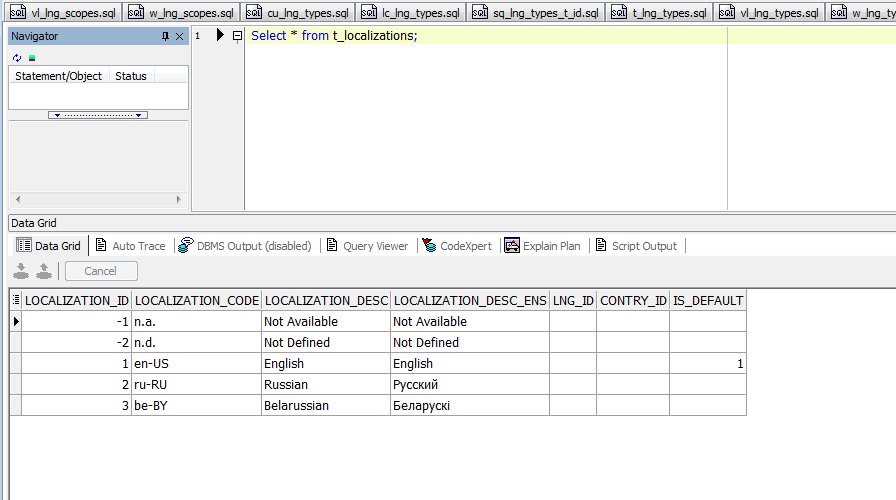 vl_lng_scopes.sql w_lng_scopes.sql cu_lng_types.sql lc_lng_types.sql sq_lng_types_t_id.sql t_lng_types.sql vl_lng_types.sql w_lng_ty
Navigator
1 Select * from t_localizations;
Statement/Object Status
Data Grid
Data Grid Auto Trace DBMS Output (disabled) Query Viewer CodeXpert Explain Plan Script Output
Cancel
LOCALIZATION_ID LOCALIZATION_CODE LOCALIZATION_DESC LOCALIZATION_DESC_ENS LNG_ID CONTRY_ID IS_DEFAULT
-1 n.a. Not Available Not Available
-2 n.d. Not Defined Not Defined
1 en-US English English 1
2 ru-RU Russian Русский
3 be-BY Belarussian Беларускі